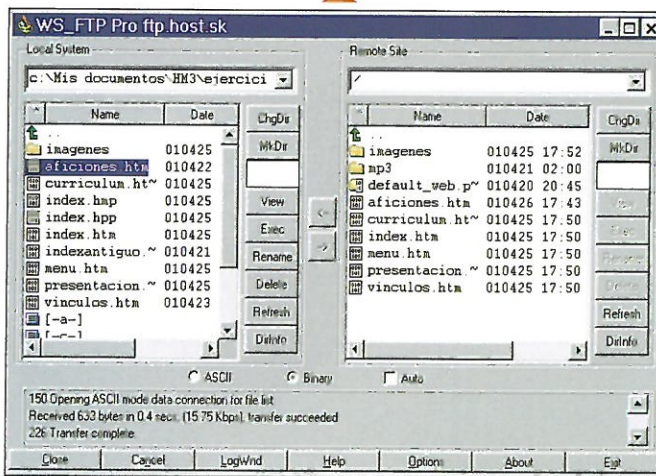 WS_FTP Pro ftp.host.sk
Local System
c:\Mis documentos\HM3\ejercici
^ Name Date
..
imagenes 010425
aficiones.htm 010422
curriculum.ht~ 010425
index.hmp 010425
index.hpp 010425
index.htm 010425
indexantiguo.~ 010421
menu.htm 010425
presentacion.~ 010425
vinculos.htm 010423
[-a-]
[-c-]
ChgDir
MkDir
View
Exec
Rename
Delete
Refresh
DirInfo
<-
->
Remote Site
/
^ Name Date
..
imagenes 010425 17:52
mp3 010421 02:00
default_web.p~ 010420 20:45
aficiones.htm 010426 17:43
curriculum.ht~ 010425 17:50
index.htm 010425 17:50
menu.htm 010425 17:50
presentacion.~ 010425 17:50
vinculos.htm 010425 17:50
ChgDir
MkDir
View
Exec
Rename
Delete
Refresh
DirInfo
ASCII Binary Auto
150 Opening ASCII mode data connection for file list
Received 633 bytes in 0.4 secs, (15.75 Kbps), transfer succeeded
226 Transfer complete.
Close Cancel LogWnd Help Options About Exit